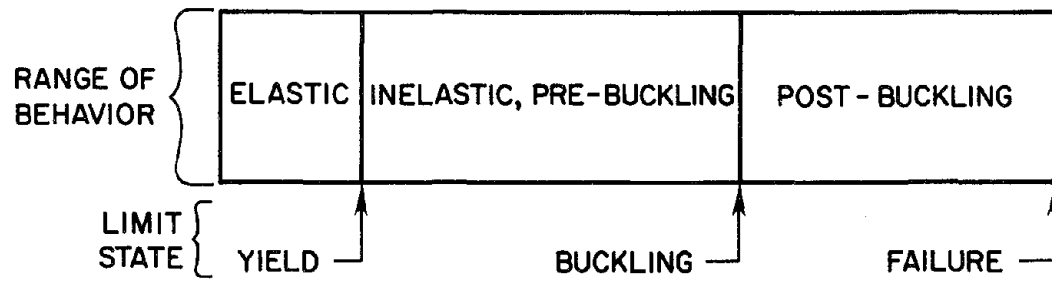 RANGE OF
BEHAVIOR
ELASTIC
INELASTIC, PRE-BUCKLING
POST-BUCKLING
LIMIT
STATE
YIELD
BUCKLING
FAILURE